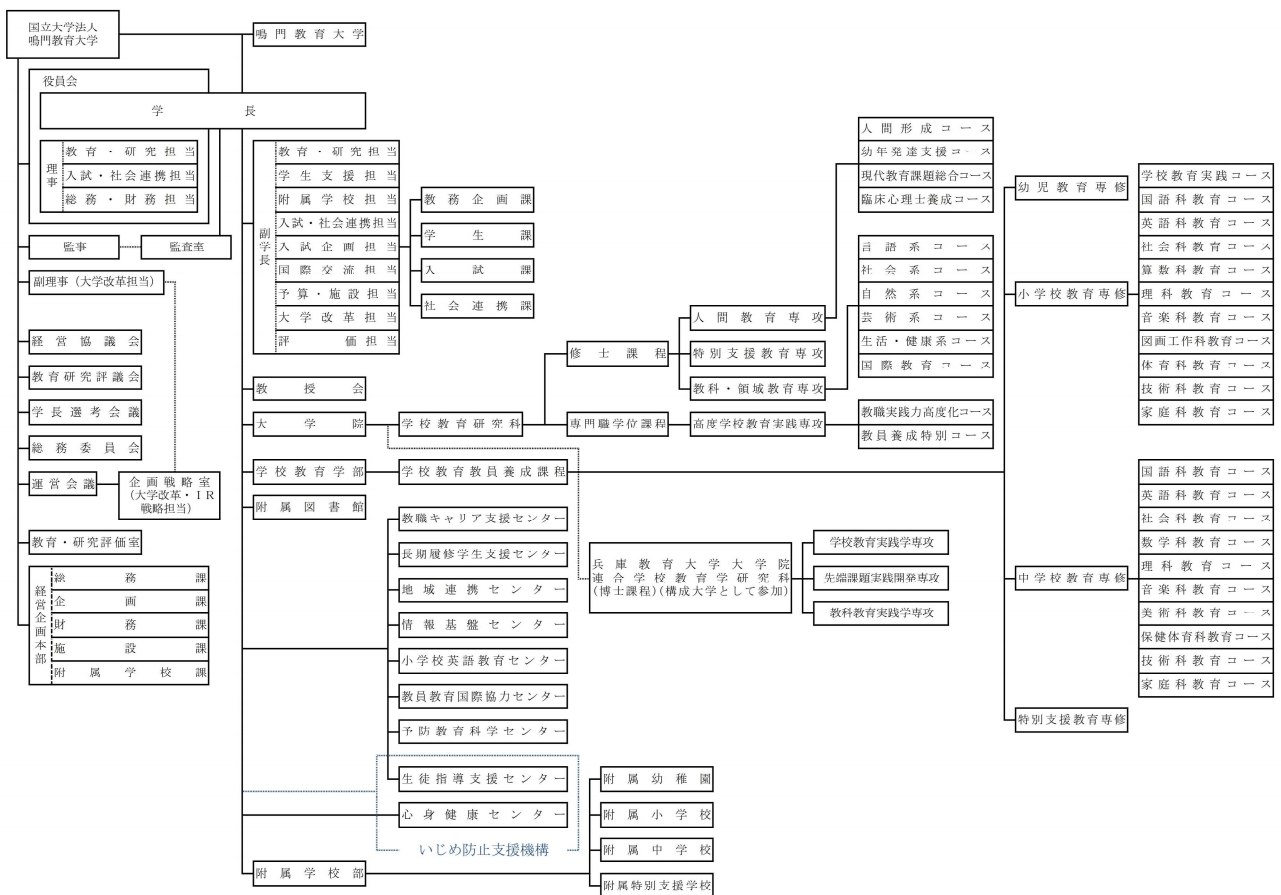 国立大学法人
鳴門教育大学
鳴門教育大学
役員会
学長
理事
教育・研究担当
入試・社会連携担当
総務・財務担当
監事
監査室
副理事（大学改革担当）
経営協議会
教育研究評議会
学長選考会議
総務委員会
運営会議
企画戦略室
(大学改革・ＩＲ
戦略担当)
教育・研究評価室
経営企画本部
総務課
企画課
財務課
施設課
附属学校課
副学長
教育・研究担当
学生支援担当
附属学校担当
入試・社会連携担当
入試企画担当
国際交流担当
予算・施設担当
大学改革担当
評価担当
教務企画課
学生課
入試課
社会連携課
教授会
大学院
学校教育研究科
修士課程
人間教育専攻
人間形成コース
幼年発達支援コース
現代教育課題総合コース
臨床心理士養成コース
特別支援教育専攻
教科・領域教育専攻
言語系コース
社会系コース
自然系コース
芸術系コース
生活・健康系コース
国際教育コース
専門職学位課程
高度学校教育実践専攻
教職実践力高度化コース
教員養成特別コース
学校教育学部
学校教育教員養成課程
幼児教育専修
小学校教育専修
学校教育実践コース
国語科教育コース
英語科教育コース
社会科教育コース
算数科教育コース
理科教育コース
音楽科教育コース
図画工作科教育コース
体育科教育コース
技術科教育コース
家庭科教育コース
中学校教育専修
国語科教育コース
英語科教育コース
社会科教育コース
数学科教育コース
理科教育コース
音楽科教育コース
美術科教育コース
保健体育科教育コース
技術科教育コース
家庭科教育コース
特別支援教育専修
附属図書館
教職キャリア支援センター
長期履修学生支援センター
地域連携センター
情報基盤センター
小学校英語教育センター
教員教育国際協力センター
予防教育科学センター
生徒指導支援センター
心身健康センター
いじめ防止支援機構
兵庫教育大学大学院
連合学校教育学研究科
(博士課程)(構成大学として参加)
学校教育実践学専攻
先端課題実践開発専攻
教科教育実践学専攻
附属学校部
附属幼稚園
附属小学校
附属中学校
附属特別支援学校